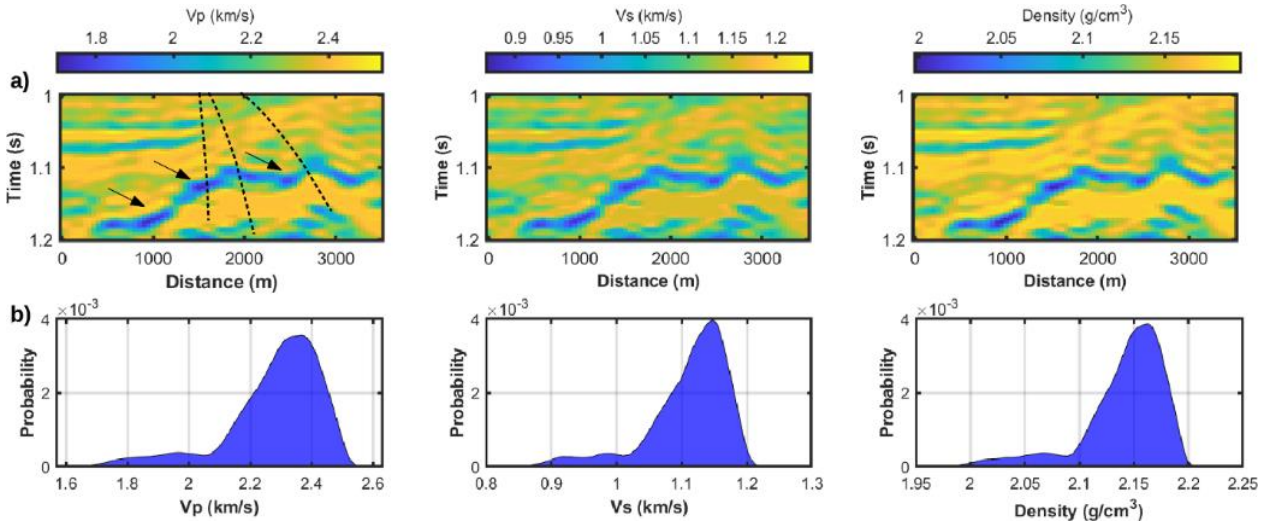 Vp (km/s)
Vs (km/s)
Density (g/cm³)
1.8 2 2.2 2.4
0.9 0.95 1 1.05 1.1 1.15 1.2
2 2.05 2.1 2.15
a)
Time (s)
1
1.1
1.2
0 1000 2000 3000
Distance (m)
Time (s)
1
1.1
1.2
0 1000 2000 3000
Distance (m)
Time (s)
1
1.1
1.2
0 1000 2000 3000
Distance (m)
b)
×10⁻³
Probability
4
2
0
1.6 1.8 2 2.2 2.4 2.6
Vp (km/s)
×10⁻³
Probability
4
2
0
0.8 0.9 1 1.1 1.2 1.3
Vs (km/s)
×10⁻³
Probability
4
2
0
1.95 2 2.05 2.1 2.15 2.2 2.25
Density (g/cm³)